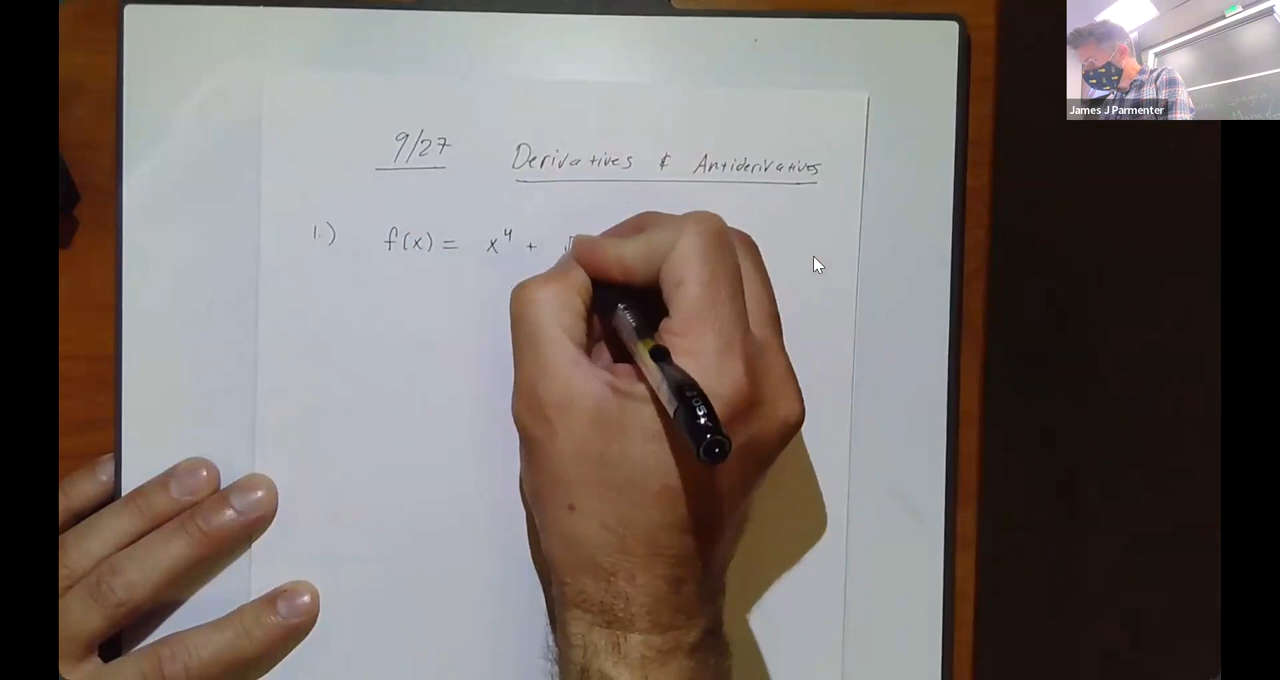 James J Parmenter
9/27 Derivatives & Antiderivatives
1.) f(x) = x⁴ + √